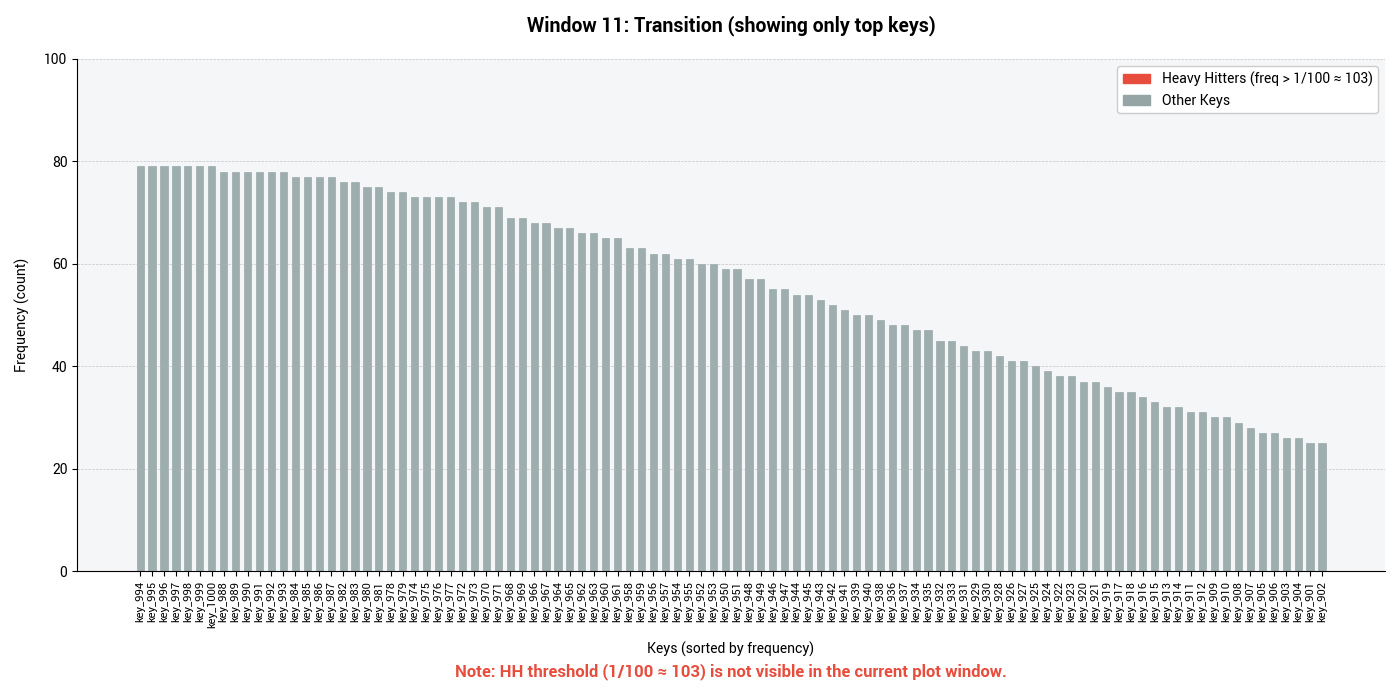 Window 11: Transition (showing only top keys)
Heavy Hitters (freq > 1/100 ≈ 103)
Other Keys
Frequency (count)
100
80
60
40
20
0
key_994
key_995
key_996
key_997
key_998
key_999
key_1000
key_988
key_989
key_990
key_991
key_992
key_993
key_984
key_985
key_986
key_987
key_982
key_983
key_980
key_981
key_978
key_979
key_974
key_975
key_976
key_977
key_972
key_973
key_970
key_971
key_968
key_969
key_966
key_967
key_964
key_965
key_962
key_963
key_960
key_961
key_958
key_959
key_956
key_957
key_954
key_955
key_952
key_953
key_950
key_951
key_948
key_949
key_946
key_947
key_944
key_945
key_943
key_942
key_941
key_939
key_940
key_938
key_936
key_937
key_934
key_935
key_932
key_933
key_931
key_929
key_930
key_928
key_926
key_927
key_925
key_924
key_922
key_923
key_920
key_921
key_919
key_917
key_918
key_916
key_915
key_913
key_914
key_911
key_912
key_909
key_910
key_908
key_907
key_905
key_906
key_903
key_904
key_901
key_902
Keys (sorted by frequency)
Note: HH threshold (1/100 ≈ 103) is not visible in the current plot window.